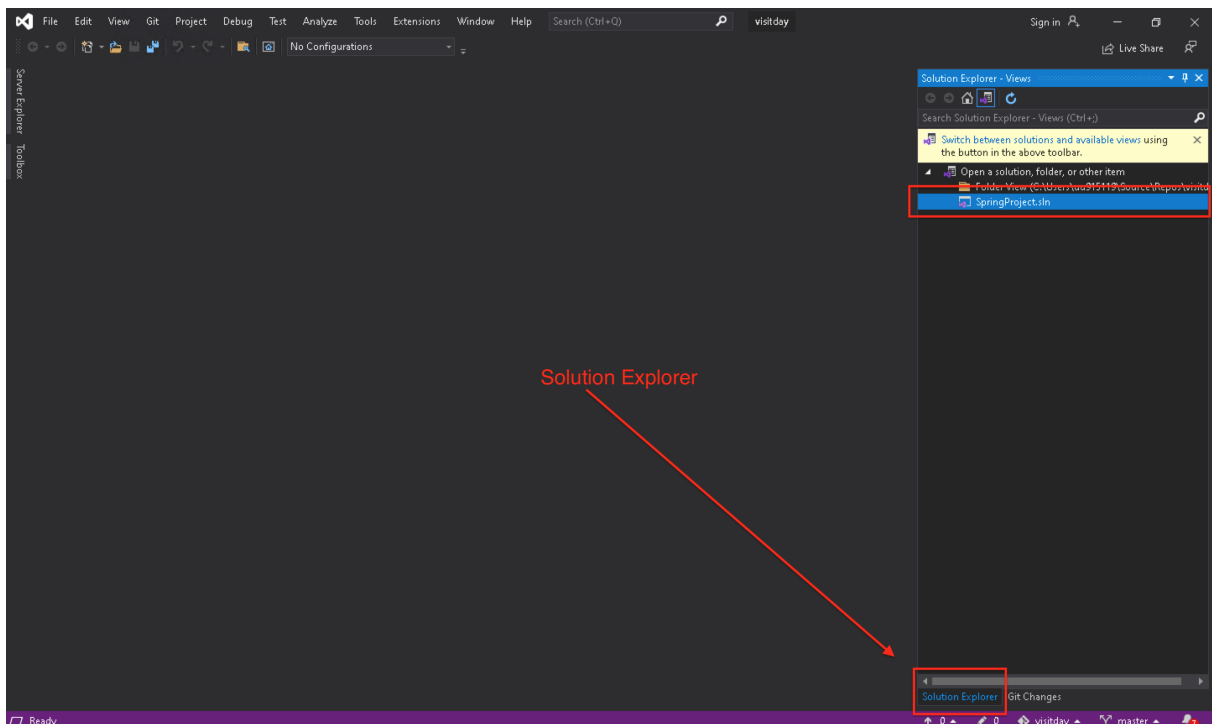 File Edit View Git Project Debug Test Analyze Tools Extensions Window Help Search (Ctrl+Q) visitday Sign in
No Configurations Live Share
Server Explorer
Toolbox
Solution Explorer - Views
Search Solution Explorer - Views (Ctrl+;)
Switch between solutions and available views using
the button in the above toolbar.
Open a solution, folder, or other item
Folder View (C:\Users\
SpringProject.sln
Solution Explorer
Solution Explorer Git Changes
Ready 0 0 visitday master